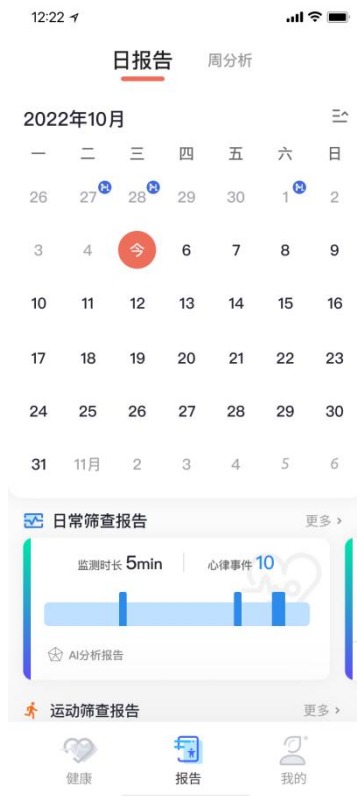 12:22
日报告 周分析
2022年10月
一 二 三 四 五 六 日
26 27 28 29 30 1 2
3 4 今 6 7 8 9
10 11 12 13 14 15 16
17 18 19 20 21 22 23
24 25 26 27 28 29 30
31 11月 2 3 4 5 6
日常筛查报告 更多 >
监测时长 5min 心律事件 10
AI分析报告
运动筛查报告 更多 >
健康 报告 我的